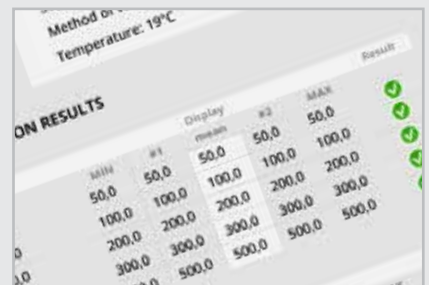 Method of
Temperature: 19°C
ON RESULTS
Display Result
MIN #1 mean #2 MAX
50,0 50,0 50,0 50,0 50,0
100,0 100,0 100,0 100,0 100,0
200,0 200,0 200,0 200,0 200,0
300,0 300,0 300,0 300,0 300,0
500,0 500,0 500,0 500,0